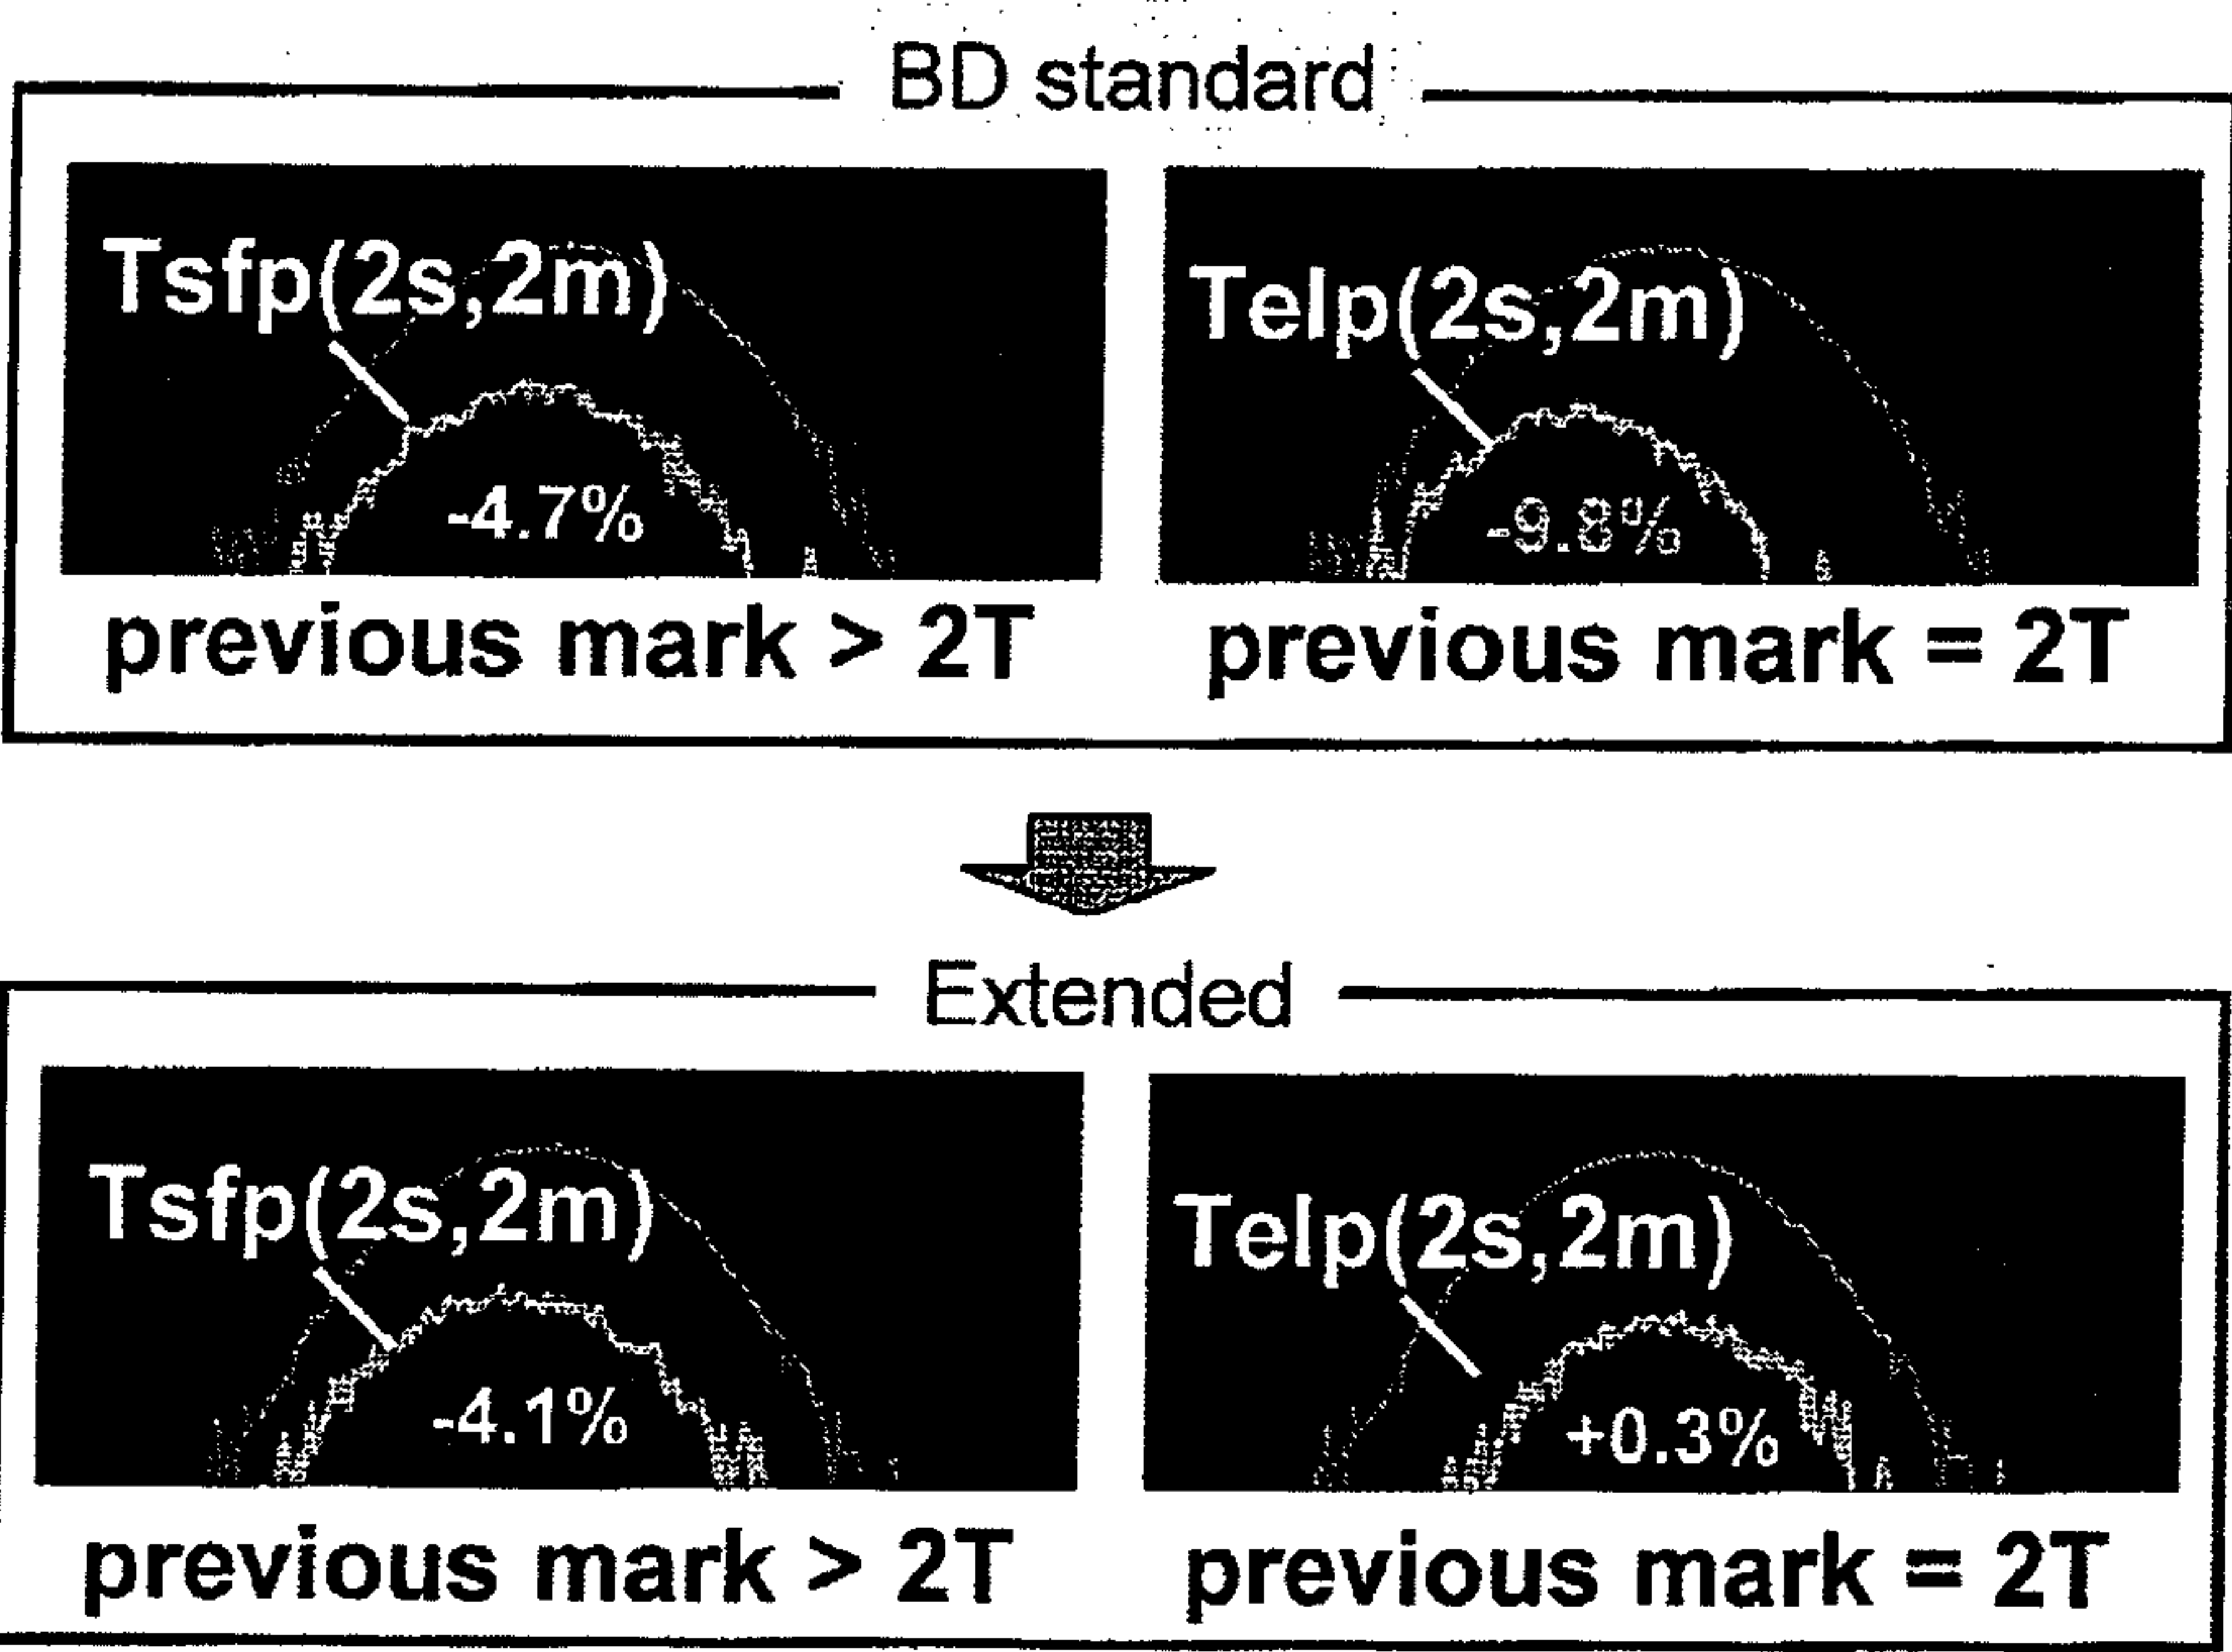 BD standard
Tsfp(2s,2m)
-4.7%
previous mark > 2T
Telp(2s,2m)
-9.8%
previous mark = 2T
Extended
Tsfp(2s,2m)
-4.1%
previous mark > 2T
Telp(2s,2m)
+0.3%
previous mark = 2T